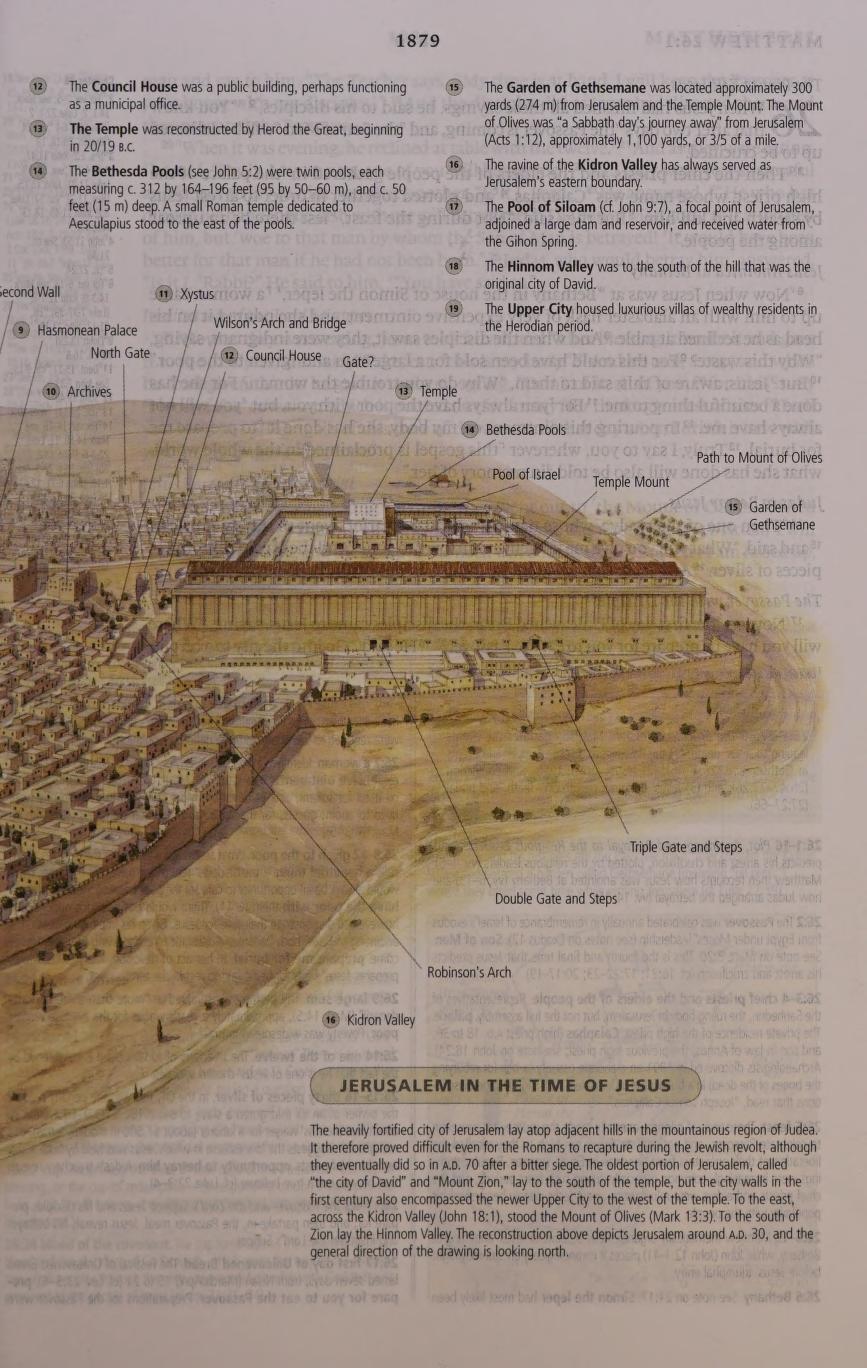 1879
12 The Council House was a public building, perhaps functioning
as a municipal office.
13 The Temple was reconstructed by Herod the Great, beginning
in 20/19 B.C.
14 The Bethesda Pools (see John 5:2) were twin pools, each
measuring c. 312 by 164–196 feet (95 by 50–60 m), and c. 50
feet (15 m) deep. A small Roman temple dedicated to
Aesculapius stood to the east of the pools.
15 The Garden of Gethsemane was located approximately 300
yards (274 m) from Jerusalem and the Temple Mount. The Mount
of Olives was “a Sabbath day’s journey away” from Jerusalem
(Acts 1:12), approximately 1,100 yards, or 3/5 of a mile.
16 The ravine of the Kidron Valley has always served as
Jerusalem’s eastern boundary.
17 The Pool of Siloam (cf. John 9:7), a focal point of Jerusalem,
adjoined a large dam and reservoir, and received water from
the Gihon Spring.
18 The Hinnom Valley was to the south of the hill that was the
original city of David.
19 The Upper City housed luxurious villas of wealthy residents in
the Herodian period.
econd Wall
11 Xystus
9 Hasmonean Palace
Wilson’s Arch and Bridge
North Gate
12 Council House
Gate?
10 Archives
13 Temple
14 Bethesda Pools
Path to Mount of Olives
Pool of Israel
Temple Mount
15 Garden of
Gethsemane
Triple Gate and Steps
Double Gate and Steps
Robinson’s Arch
16 Kidron Valley
JERUSALEM IN THE TIME OF JESUS
The heavily fortified city of Jerusalem lay atop adjacent hills in the mountainous region of Judea.
It therefore proved difficult even for the Romans to recapture during the Jewish revolt, although
they eventually did so in A.D. 70 after a bitter siege. The oldest portion of Jerusalem, called
“the city of David” and “Mount Zion,” lay to the south of the temple, but the city walls in the
first century also encompassed the newer Upper City to the west of the temple. To the east,
across the Kidron Valley (John 18:1), stood the Mount of Olives (Mark 13:3). To the south of
Zion lay the Hinnom Valley. The reconstruction above depicts Jerusalem around A.D. 30, and the
general direction of the drawing is looking north.